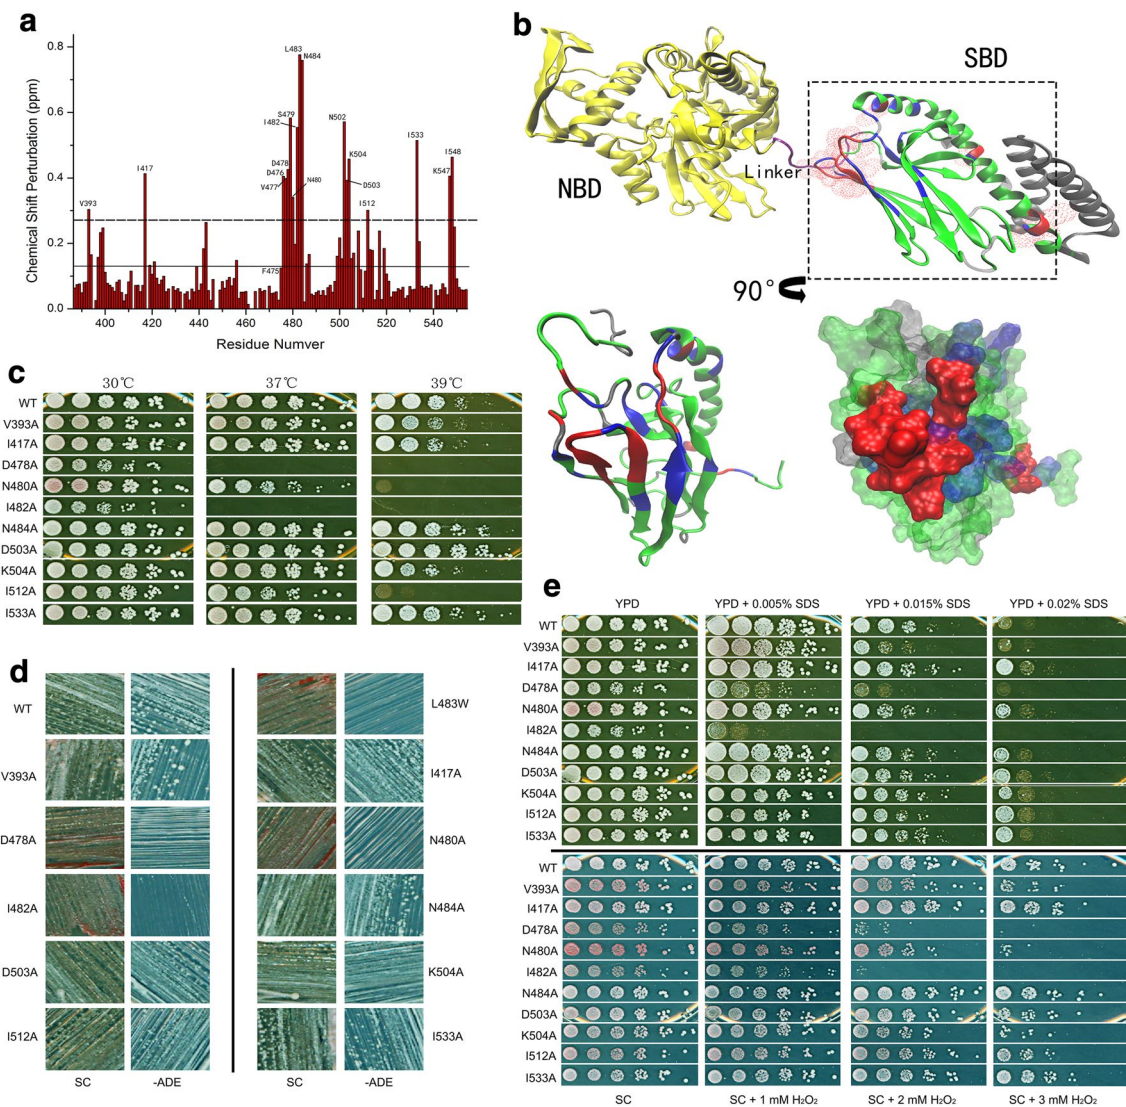 a
Chemical Shift Perturbation (ppm)
0.8
0.6
0.4
0.2
0.0
L483
N484
S479
I482
N502
I533
I417
D478
D476
V477
N480
K504
D503
I548
K547
V393
I512
F475
400
420
440
460
480
500
520
540
Residue Numver
b
SBD
NBD
Linker
90°
c
30℃
37℃
39℃
WT
V393A
I417A
D478A
N480A
I482A
N484A
D503A
K504A
I512A
I533A
d
WT
L483W
V393A
I417A
D478A
N480A
I482A
N484A
D503A
K504A
I512A
I533A
SC
-ADE
SC
-ADE
e
YPD
YPD + 0.005% SDS
YPD + 0.015% SDS
YPD + 0.02% SDS
WT
V393A
I417A
D478A
N480A
I482A
N484A
D503A
K504A
I512A
I533A
WT
V393A
I417A
D478A
N480A
I482A
N484A
D503A
K504A
I512A
I533A
SC
SC + 1 mM H₂O₂
SC + 2 mM H₂O₂
SC + 3 mM H₂O₂